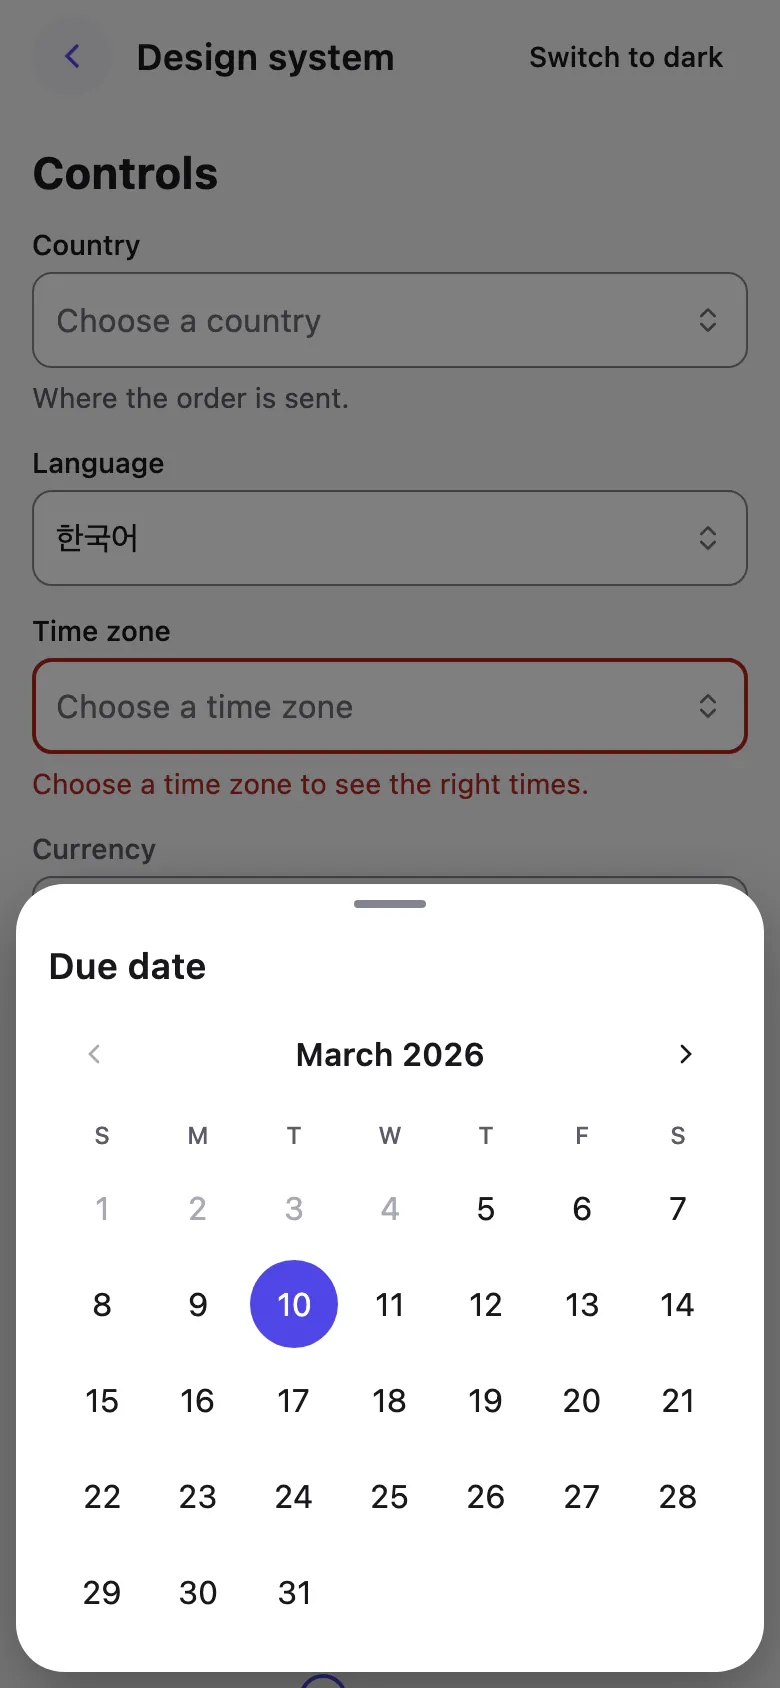 Design system
Switch to dark
Controls
Country
Choose a country
Where the order is sent.
Language
한국어
Time zone
Choose a time zone
Choose a time zone to see the right times.
Currency
Due date
March 2026
S M T W T F S
1 2 3 4 5 6 7
8 9 10 11 12 13 14
15 16 17 18 19 20 21
22 23 24 25 26 27 28
29 30 31